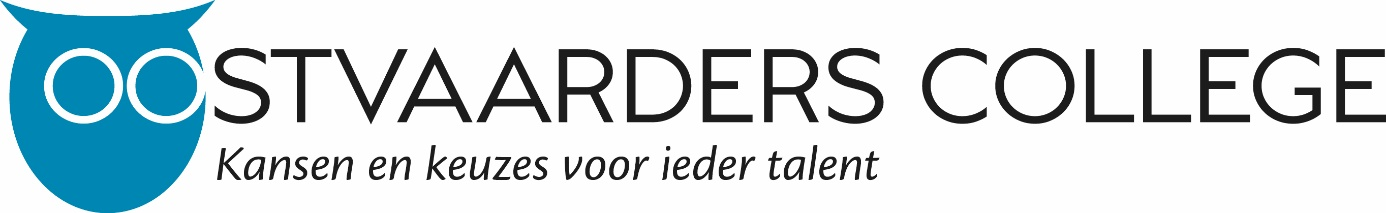 OOSTVAARDERS COLLEGE
Kansen en keuzes voor ieder talent